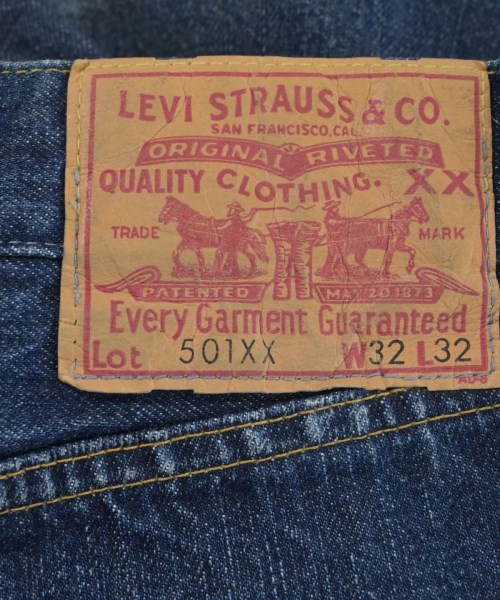 LEVI STRAUSS & CO.
SAN FRANCISCO, CAL.
ORIGINAL RIVETED
QUALITY CLOTHING. XX
TRADE MARK
PATENTED MAY 20 1873
Every Garment Guaranteed
Lot 501XX W32 L32